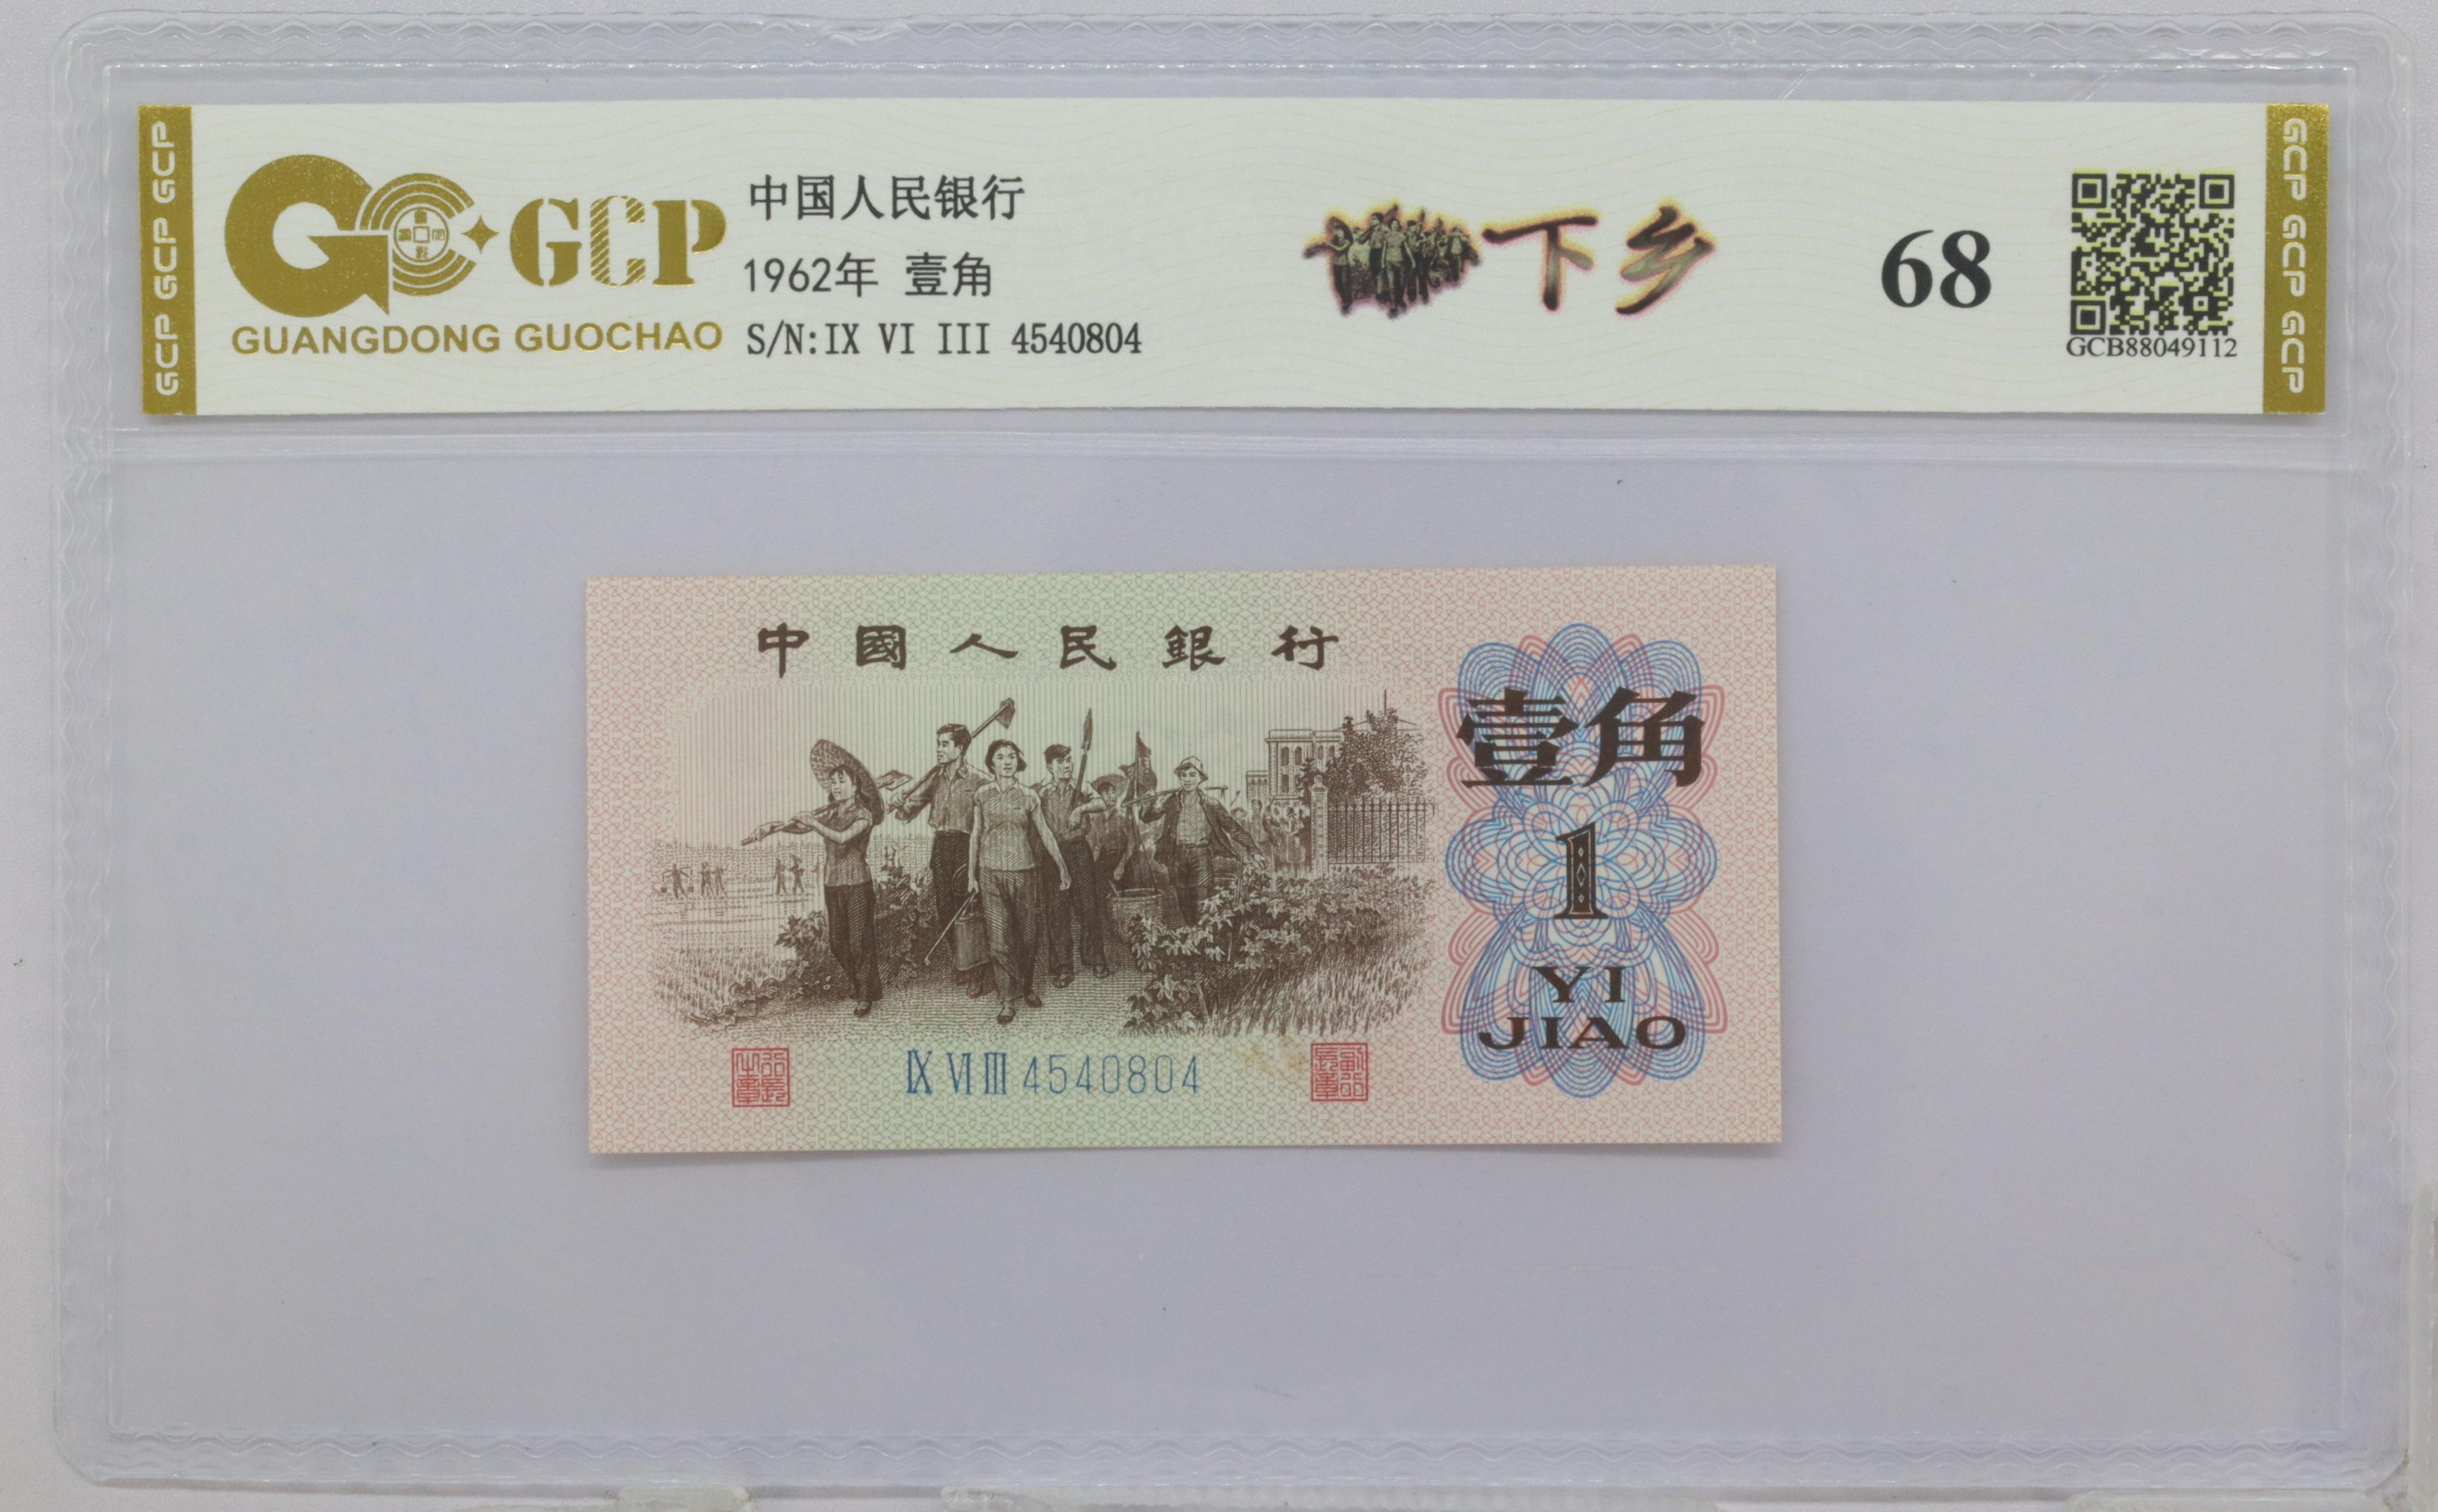 GCP GCP GCP
GCP
GUANGDONG GUOCHAO
中国人民银行
1962年 壹角
S/N:IX VI III 4540804
下乡
68
GCB88049112
GCP GCP GCP
中國人民銀行
壹角
1
YI
JIAO
IX VI III 4540804